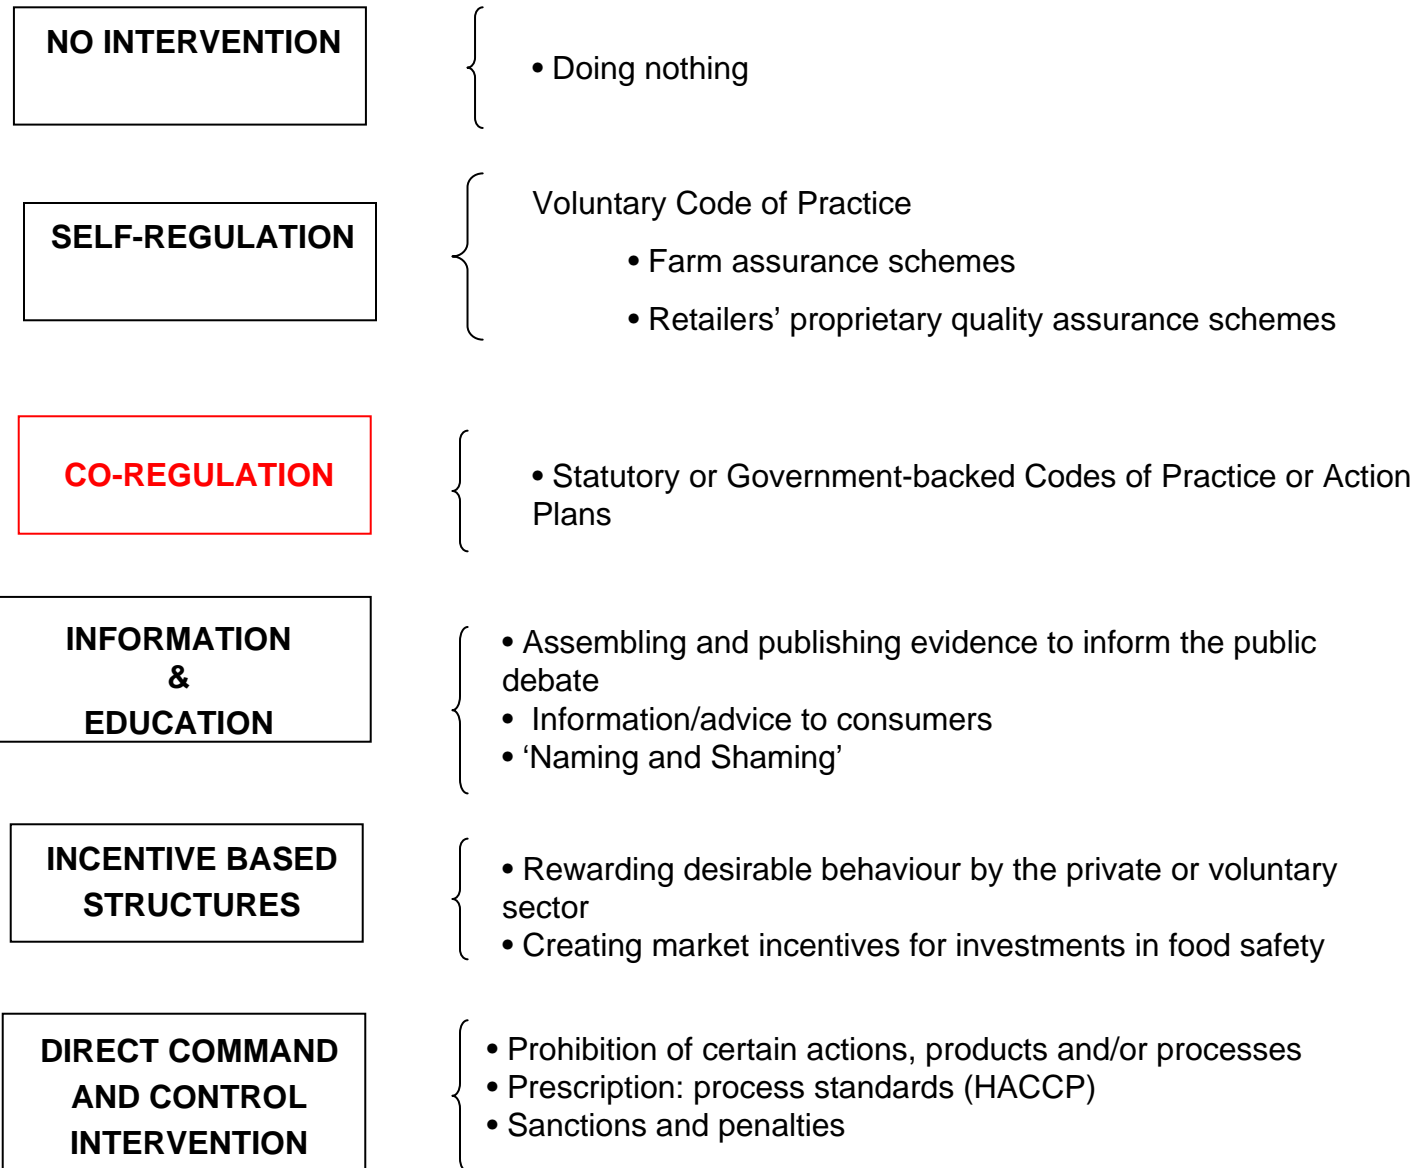 NO INTERVENTION
• Doing nothing
SELF-REGULATION
Voluntary Code of Practice
• Farm assurance schemes
• Retailers’ proprietary quality assurance schemes
CO-REGULATION
• Statutory or Government-backed Codes of Practice or Action
Plans
INFORMATION
&
EDUCATION
• Assembling and publishing evidence to inform the public
debate
• Information/advice to consumers
• ‘Naming and Shaming’
INCENTIVE BASED
STRUCTURES
• Rewarding desirable behaviour by the private or voluntary
sector
• Creating market incentives for investments in food safety
DIRECT COMMAND
AND CONTROL
INTERVENTION
• Prohibition of certain actions, products and/or processes
• Prescription: process standards (HACCP)
• Sanctions and penalties